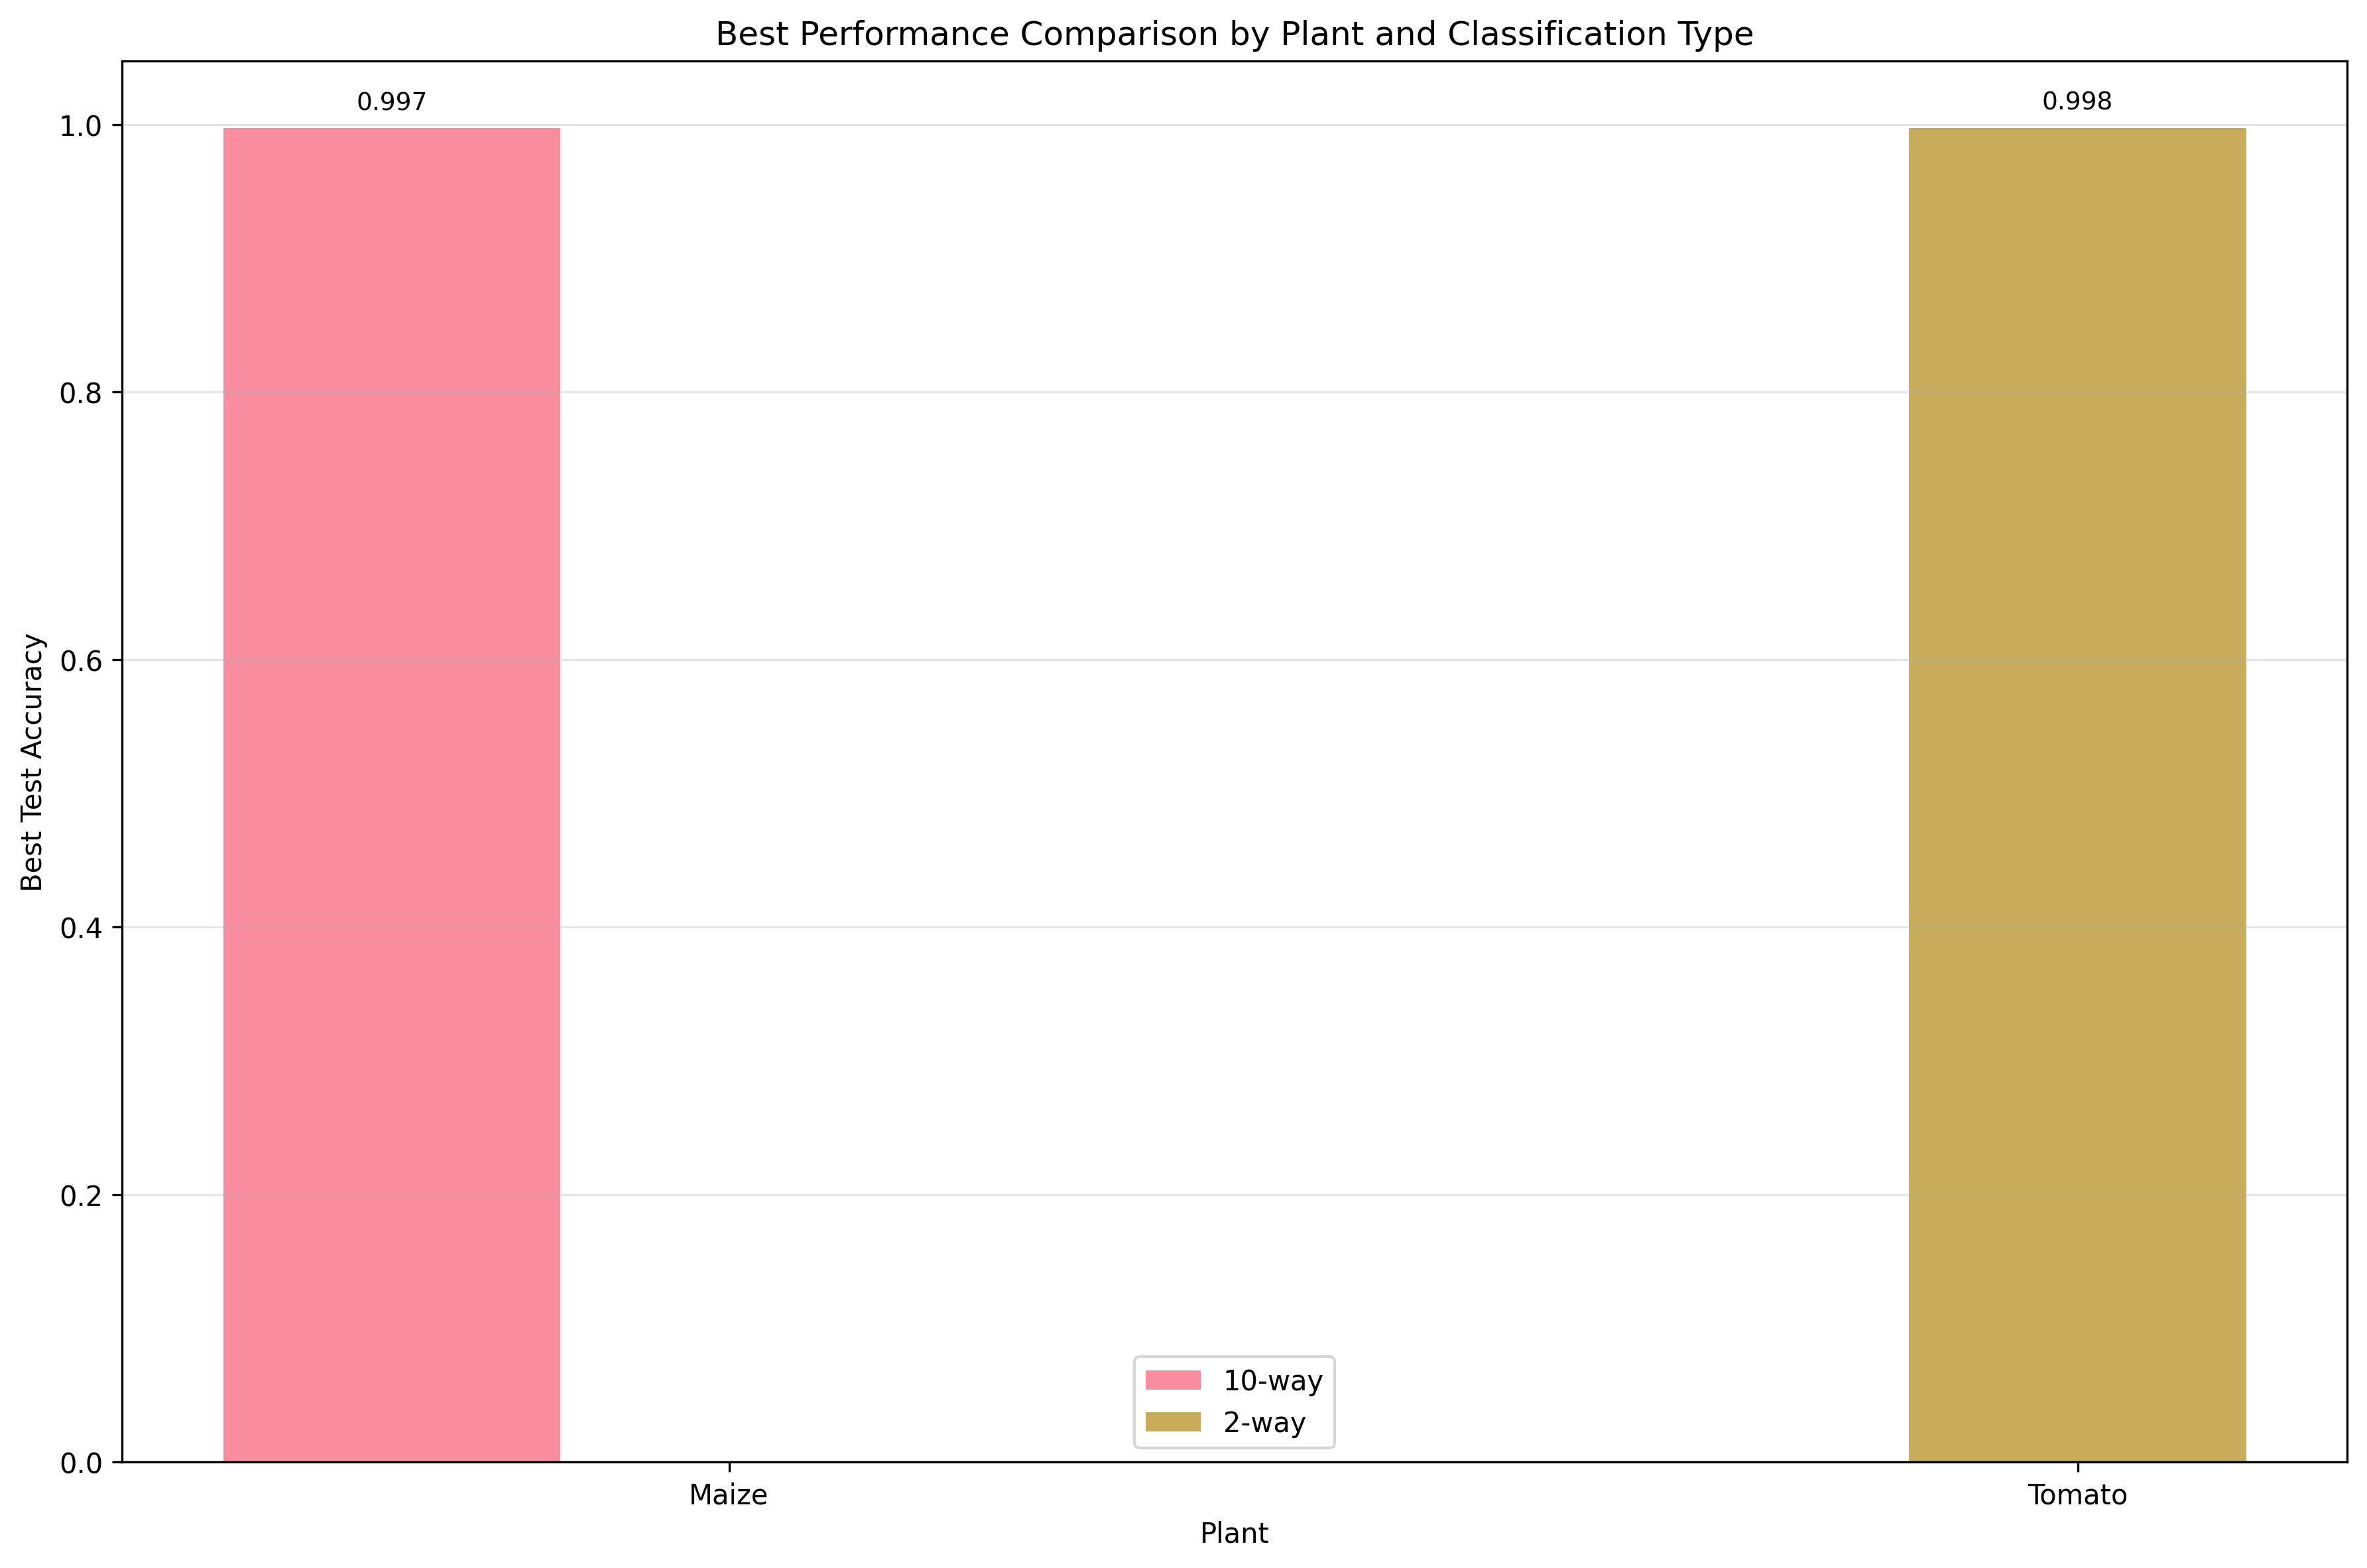 Best Performance Comparison by Plant and Classification Type
0.997
0.998
1.0
0.8
0.6
0.4
0.2
0.0
Best Test Accuracy
10-way
2-way
Maize
Tomato
Plant